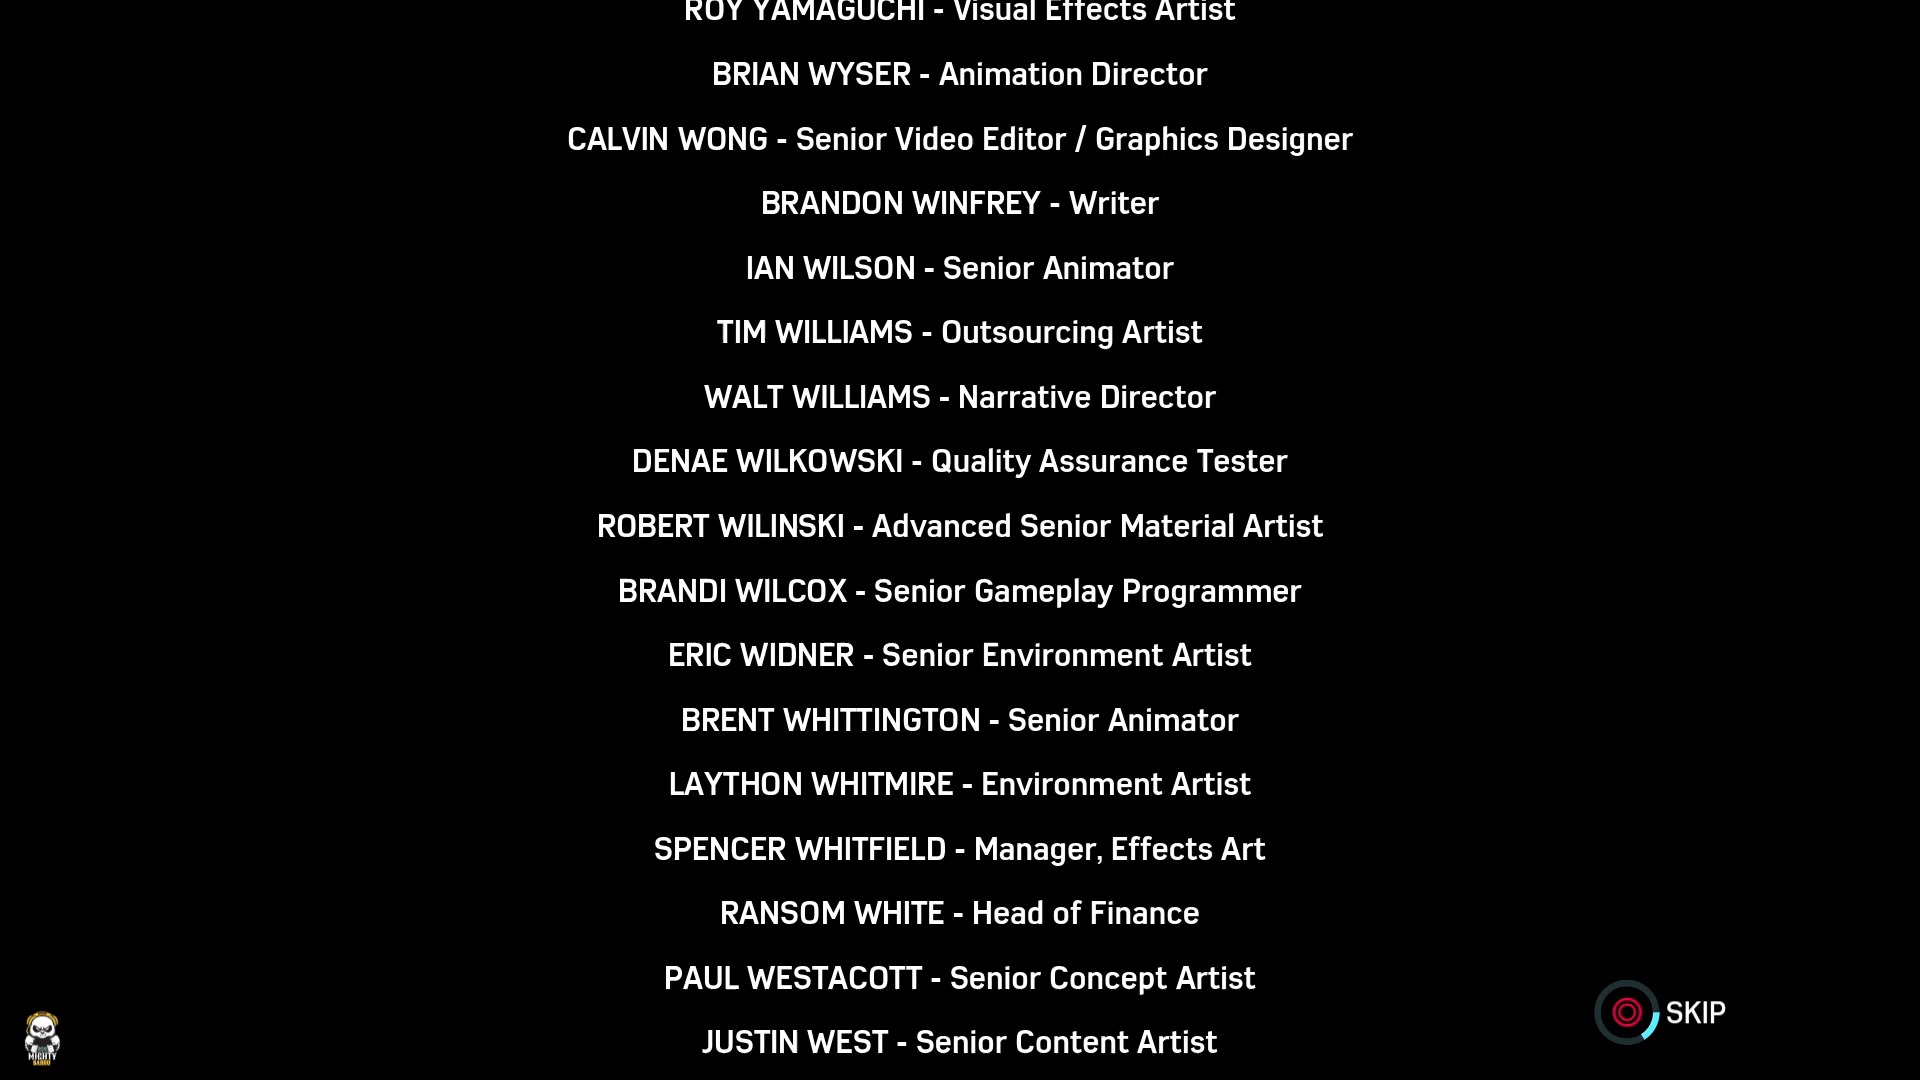 ROY YAMAGUCHI - Visual Effects Artist
BRIAN WYSER - Animation Director
CALVIN WONG - Senior Video Editor / Graphics Designer
BRANDON WINFREY - Writer
IAN WILSON - Senior Animator
TIM WILLIAMS - Outsourcing Artist
WALT WILLIAMS - Narrative Director
DENAE WILKOWSKI - Quality Assurance Tester
ROBERT WILINSKI - Advanced Senior Material Artist
BRANDI WILCOX - Senior Gameplay Programmer
ERIC WIDNER - Senior Environment Artist
BRENT WHITTINGTON - Senior Animator
LAYTHON WHITMIRE - Environment Artist
SPENCER WHITFIELD - Manager, Effects Art
RANSOM WHITE - Head of Finance
PAUL WESTACOTT - Senior Concept Artist
JUSTIN WEST - Senior Content Artist
SKIP
MIGHTY